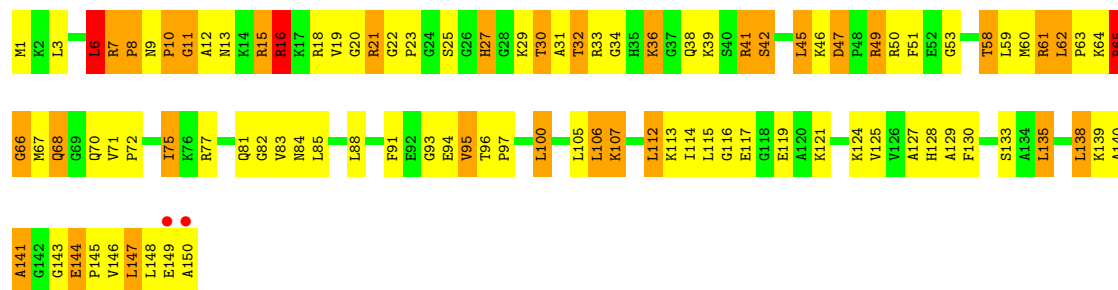 M1 K2 L3 L6 R7 P8 N9 P10 G11 A12 N13 K14 R15 R16 K17 R18 V19 G20 R21 G22 P23 G24 S25 G26 H27 G28 K29 T30 A31 T32 R33 G34 H35 K36 G37 Q38 K39 S40 R41 S42 L45 K46 D47 P48 R49 R50 F51 E52 G53 T58 L59 M60 R61 L62 P63 K64 R65
G66 M67 Q68 G69 Q70 V71 P72 I75 K76 R77 Q81 G82 V83 N84 L85 L88 F91 E92 G93 E94 V95 T96 P97 L100 L105 L106 K107 L112 K113 I114 L115 G116 E117 G118 E119 A120 K121 K124 V125 V126 A127 H128 A129 F130 S133 A134 L135 L138 K139 A140
A141 G142 G143 E144 P145 V146 L147 L148 E149 A150